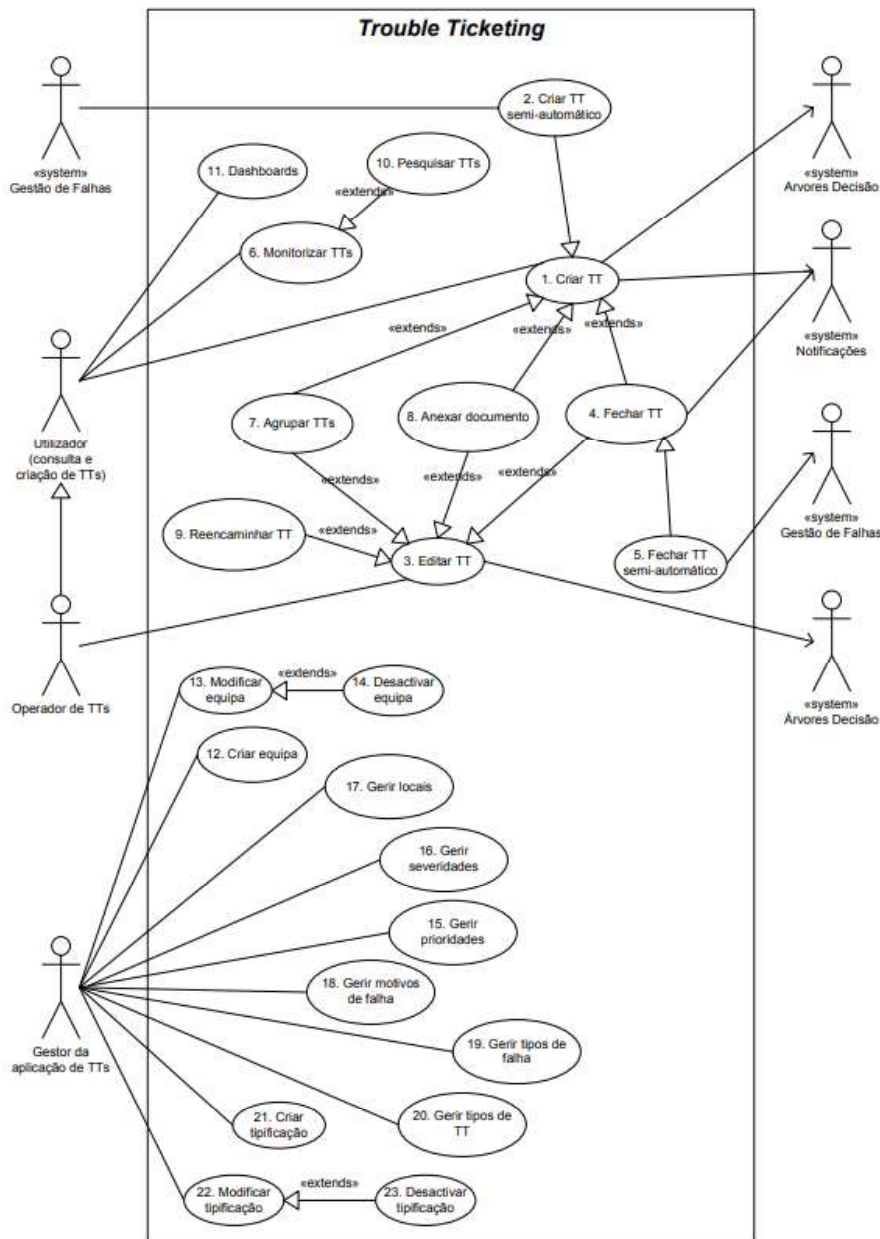 Trouble Ticketing
«system»
Gestão de Falhas
2. Criar TT
semi-automático
«system»
Arvores Decisão
11. Dashboards
10. Pesquisar TTs
«extends»
6. Monitorizar TTs
1. Criar TT
«system»
Notificações
«extends»
«extends»
«extends»
7. Agrupar TTs
8. Anexar documento
4. Fechar TT
Utilizador
(consulta e
criação de TTs)
«extends»
«extends»
«extends»
9. Reencaminhar TT
«extends»
3. Editar TT
5. Fechar TT
semi-automático
«system»
Gestão de Falhas
Operador de TTs
«system»
Árvores Decisão
13. Modificar
equipa
«extends»
14. Desactivar
equipa
12. Criar equipa
17. Gerir locais
16. Gerir
severidades
15. Gerir
prioridades
18. Gerir motivos
de falha
Gestor da
aplicação de TTs
19. Gerir tipos de
falha
21. Criar
tipificação
20. Gerir tipos de
TT
22. Modificar
tipificação
«extends»
23. Desactivar
tipificação